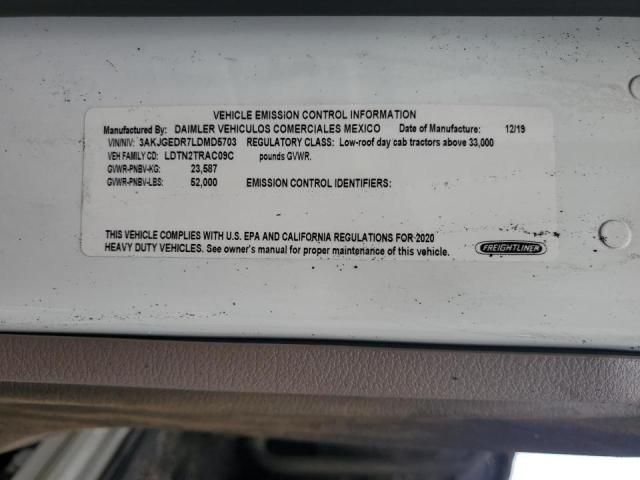 VEHICLE EMISSION CONTROL INFORMATION
Manufactured By: DAIMLER VEHICULOS COMERCIALES MEXICO Date of Manufacture: 12/19
VIN/NIV: 3AKJGEDR7LDMD5703 REGULATORY CLASS: Low-roof day cab tractors above 33,000
VEH FAMILY CD: LDTN2TRAC09C pounds GVWR.
GVWR-PNBV-KG: 23,587
GVWR-PNBV-LBS: 52,000 EMISSION CONTROL IDENTIFIERS:
THIS VEHICLE COMPLIES WITH U.S. EPA AND CALIFORNIA REGULATIONS FOR 2020
HEAVY DUTY VEHICLES. See owner's manual for proper maintenance of this vehicle.
FREIGHTLINER